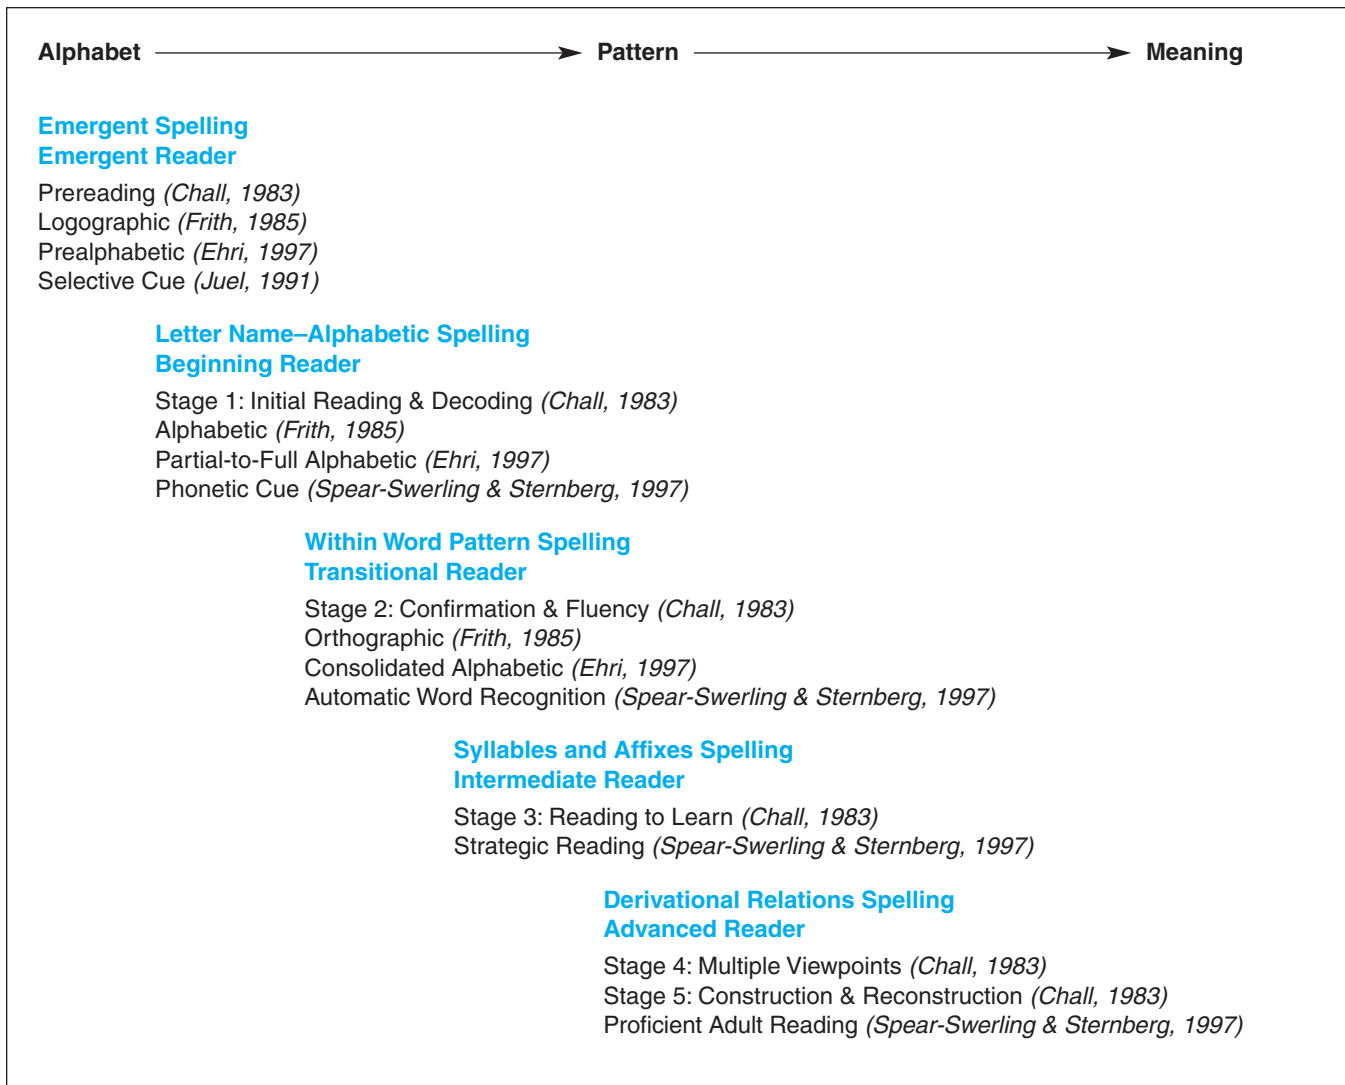 Alphabet Pattern Meaning
Emergent Spelling
Emergent Reader
Prereading (Chall, 1983)
Logographic (Frith, 1985)
Prealphabetic (Ehri, 1997)
Selective Cue (Juel, 1991)
Letter Name–Alphabetic Spelling
Beginning Reader
Stage 1: Initial Reading & Decoding (Chall, 1983)
Alphabetic (Frith, 1985)
Partial-to-Full Alphabetic (Ehri, 1997)
Phonetic Cue (Spear-Swerling & Sternberg, 1997)
Within Word Pattern Spelling
Transitional Reader
Stage 2: Confirmation & Fluency (Chall, 1983)
Orthographic (Frith, 1985)
Consolidated Alphabetic (Ehri, 1997)
Automatic Word Recognition (Spear-Swerling & Sternberg, 1997)
Syllables and Affixes Spelling
Intermediate Reader
Stage 3: Reading to Learn (Chall, 1983)
Strategic Reading (Spear-Swerling & Sternberg, 1997)
Derivational Relations Spelling
Advanced Reader
Stage 4: Multiple Viewpoints (Chall, 1983)
Stage 5: Construction & Reconstruction (Chall, 1983)
Proficient Adult Reading (Spear-Swerling & Sternberg, 1997)